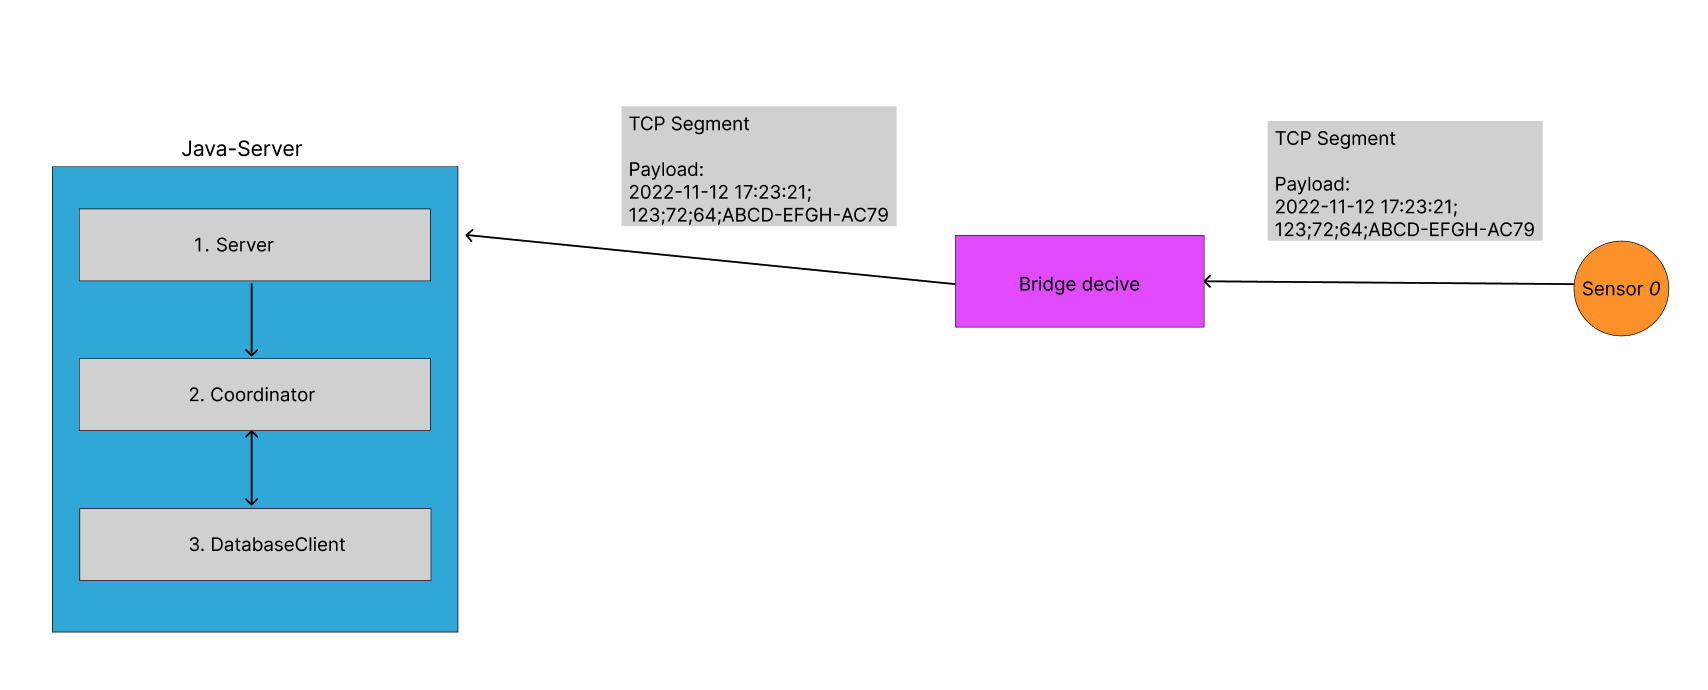 Java-Server
1. Server
2. Coordinator
3. DatabaseClient
TCP Segment
Payload:
2022-11-12 17:23:21;
123;72;64;ABCD-EFGH-AC79
Bridge decive
TCP Segment
Payload:
2022-11-12 17:23:21;
123;72;64;ABCD-EFGH-AC79
Sensor 0